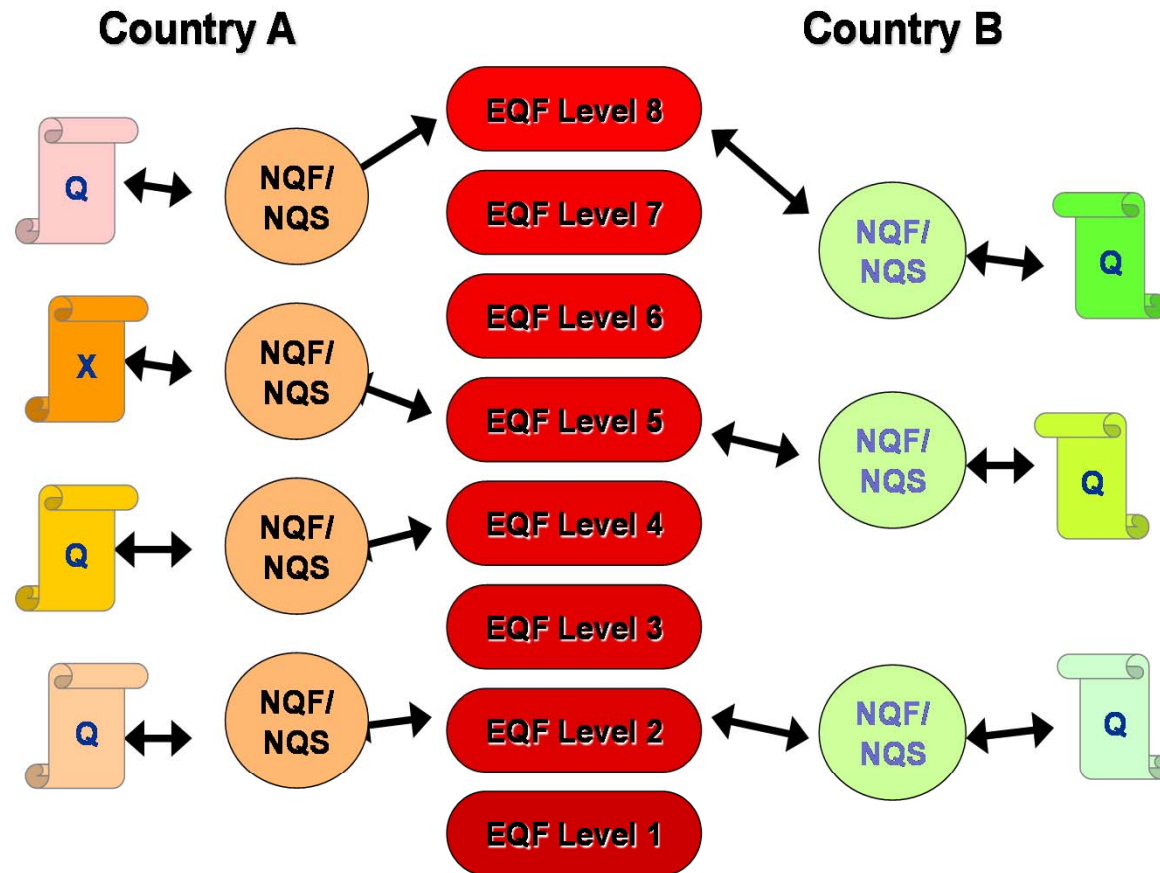 Country A
Country B
EQF Level 8
Q
NQF/
NQS
EQF Level 7
NQF/
NQS
Q
EQF Level 6
X
NQF/
NQS
EQF Level 5
NQF/
NQS
Q
EQF Level 4
Q
NQF/
NQS
EQF Level 3
Q
NQF/
NQS
EQF Level 2
NQF/
NQS
Q
EQF Level 1